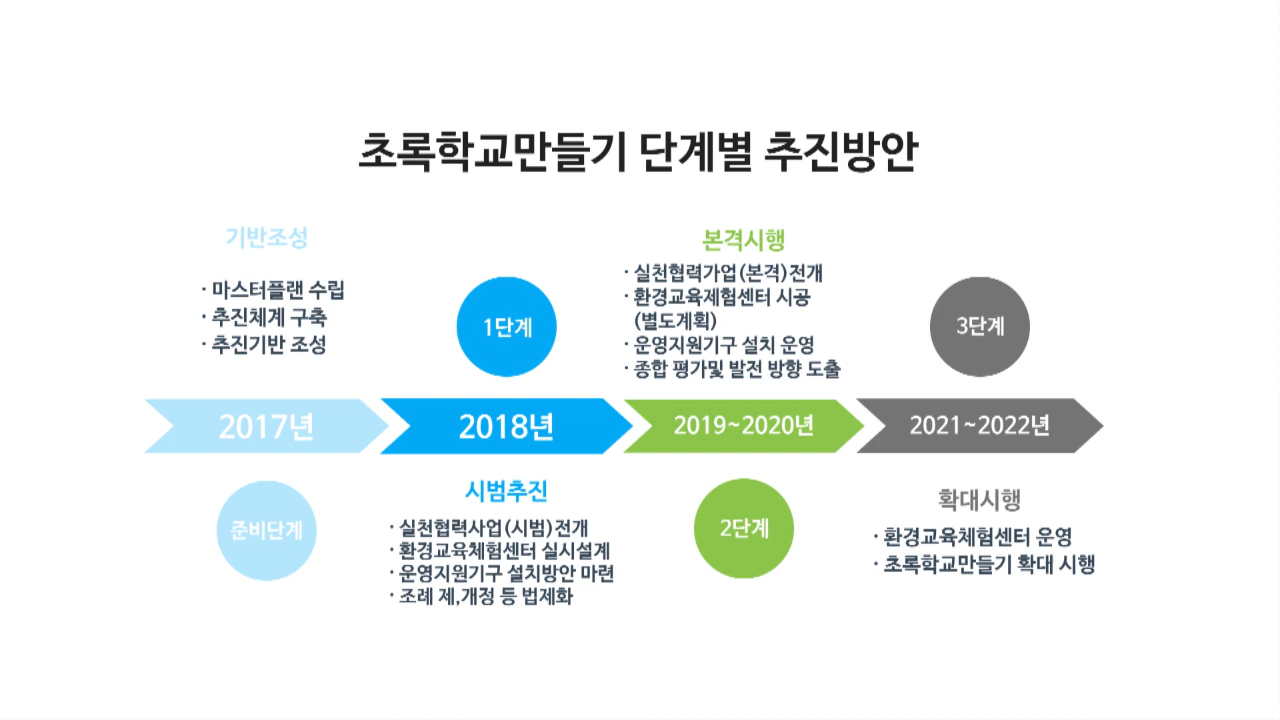 초록학교만들기 단계별 추진방안
기반조성
· 마스터플랜 수립
· 추진체계 구축
· 추진기반 조성
1단계
본격시행
· 실천협력가업(본격)전개
· 환경교육제험센터 시공
(별도계획)
· 운영지원기구 설치 운영
· 종합 평가및 발전 방향 도출
3단계
2017년
2018년
2019~2020년
2021~2022년
준비단계
시범추진
· 실천협력사업(시범)전개
· 환경교육체험센터 실시설계
· 운영지원기구 설치방안 마련
· 조례 제,개정 등 법제화
2단계
확대시행
· 환경교육체험센터 운영
· 초록학교만들기 확대 시행